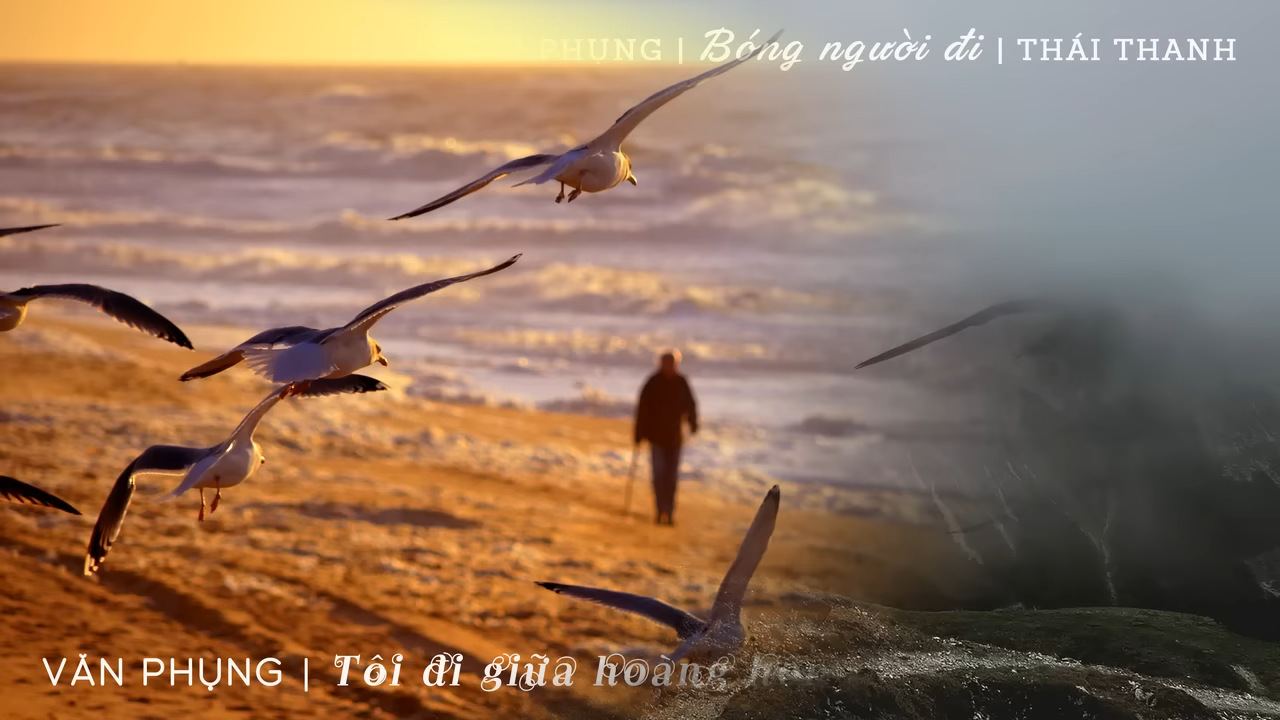 PHỤNG | Bóng người đi | THÁI THANH
VĂN PHỤNG | Tôi đi giữa hoàng